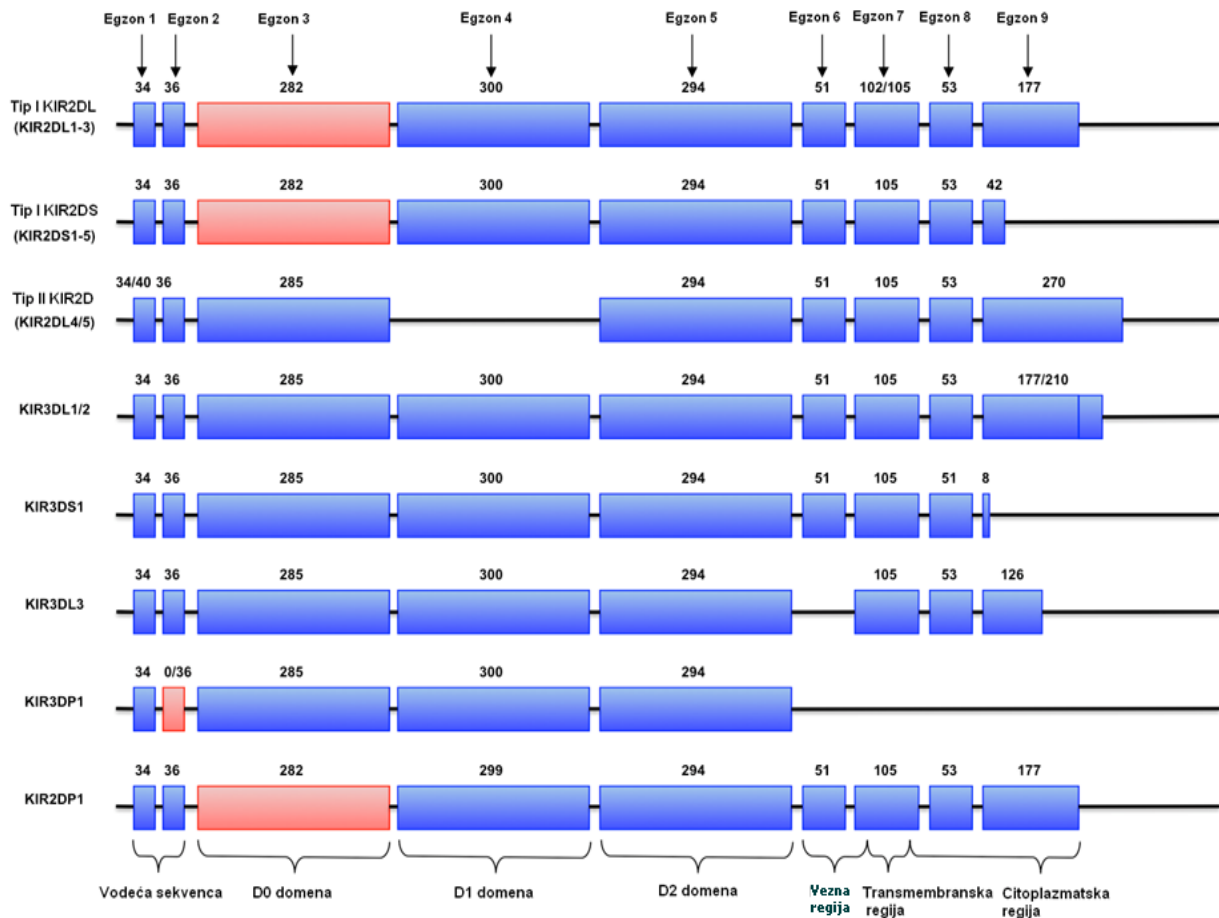 Egzon 1 Egzon 2 Egzon 3 Egzon 4 Egzon 5 Egzon 6 Egzon 7 Egzon 8 Egzon 9
34 36 282 300 294 51 102/105 53 177
Tip I KIR2DL
(KIR2DL1-3)
34 36 282 300 294 51 105 53 42
Tip I KIR2DS
(KIR2DS1-5)
34/40 36 285 294 51 105 53 270
Tip II KIR2D
(KIR2DL4/5)
34 36 285 300 294 51 105 53 177/210
KIR3DL1/2
34 36 285 300 294 51 105 51 8
KIR3DS1
34 36 285 300 294 105 53 126
KIR3DL3
34 0/36 285 300 294
KIR3DP1
34 36 282 299 294 51 105 53 177
KIR2DP1
Vodeća sekvenca D0 domena D1 domena D2 domena Vezna Transmembranska Citoplazmatska
regija regija regija